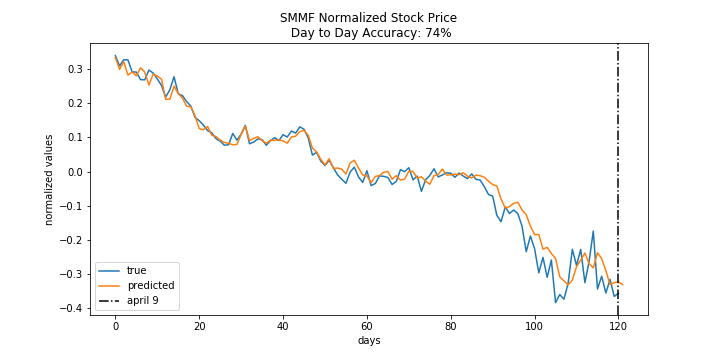 SMMF Normalized Stock Price
Day to Day Accuracy: 74%
normalized values
0.3
0.2
0.1
0.0
−0.1
−0.2
−0.3
−0.4
true
predicted
april 9
0 20 40 60 80 100 120
days